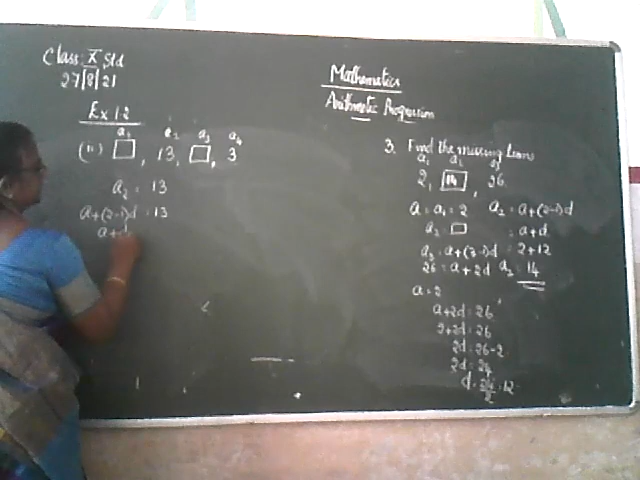 Class: X Std
27|8|21
Mathematics
Arithmetic Progression
Ex 1.2
a1 a2 a3 a4
(ii) □, 13, □, 3
a2 = 13
a+(2-1)d = 13
a+d
3. Find the missing terms
a1 a2 a3
2, 14, 26
a = a1 = 2 a2 = a+(2-1)d
a2 = □ = a+d
a3 = a+(3-1)d = 2+12
26 = a+2d a2 = 14
a = 2
a+2d = 26
2+2d = 26
2d = 26-2
2d = 24
d = 24/2 = 12